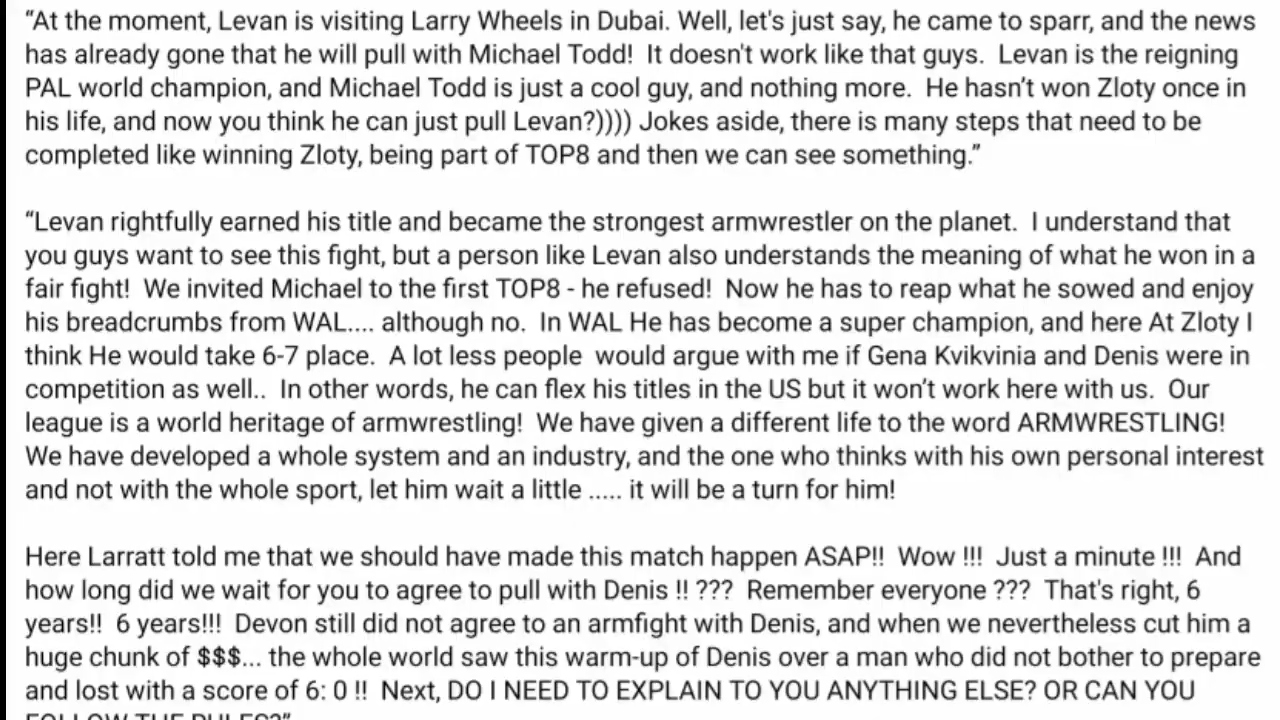 “At the moment, Levan is visiting Larry Wheels in Dubai. Well, let's just say, he came to sparr, and the news
has already gone that he will pull with Michael Todd!  It doesn't work like that guys.  Levan is the reigning
PAL world champion, and Michael Todd is just a cool guy, and nothing more.  He hasn’t won Zloty once in
his life, and now you think he can just pull Levan?)))) Jokes aside, there is many steps that need to be
completed like winning Zloty, being part of TOP8 and then we can see something.”
“Levan rightfully earned his title and became the strongest armwrestler on the planet.  I understand that
you guys want to see this fight, but a person like Levan also understands the meaning of what he won in a
fair fight!  We invited Michael to the first TOP8 - he refused!  Now he has to reap what he sowed and enjoy
his breadcrumbs from WAL.... although no.  In WAL He has become a super champion, and here At Zloty I
think He would take 6-7 place.  A lot less people  would argue with me if Gena Kvikvinia and Denis were in
competition as well..  In other words, he can flex his titles in the US but it won’t work here with us.  Our
league is a world heritage of armwrestling!  We have given a different life to the word ARMWRESTLING!
We have developed a whole system and an industry, and the one who thinks with his own personal interest
and not with the whole sport, let him wait a little ..... it will be a turn for him!
Here Larratt told me that we should have made this match happen ASAP!!  Wow !!!  Just a minute !!!  And
how long did we wait for you to agree to pull with Denis !! ???  Remember everyone ???  That's right, 6
years!!  6 years!!!  Devon still did not agree to an armfight with Denis, and when we nevertheless cut him a
huge chunk of $$$... the whole world saw this warm-up of Denis over a man who did not bother to prepare
and lost with a score of 6: 0 !!  Next, DO I NEED TO EXPLAIN TO YOU ANYTHING ELSE? OR CAN YOU
FOLLOW THE RULES?”